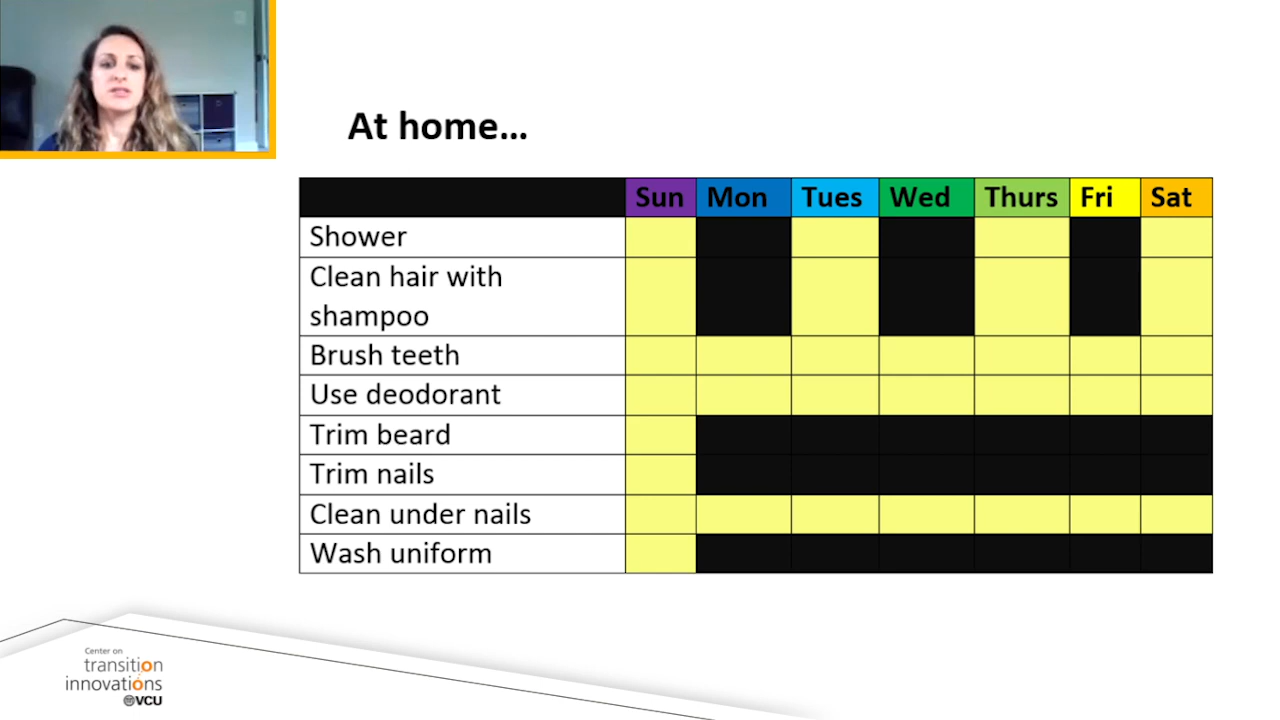 At home…
Sun Mon Tues Wed Thurs Fri Sat
Shower
Clean hair with
shampoo
Brush teeth
Use deodorant
Trim beard
Trim nails
Clean under nails
Wash uniform
Center on
transition
innovations
@VCU